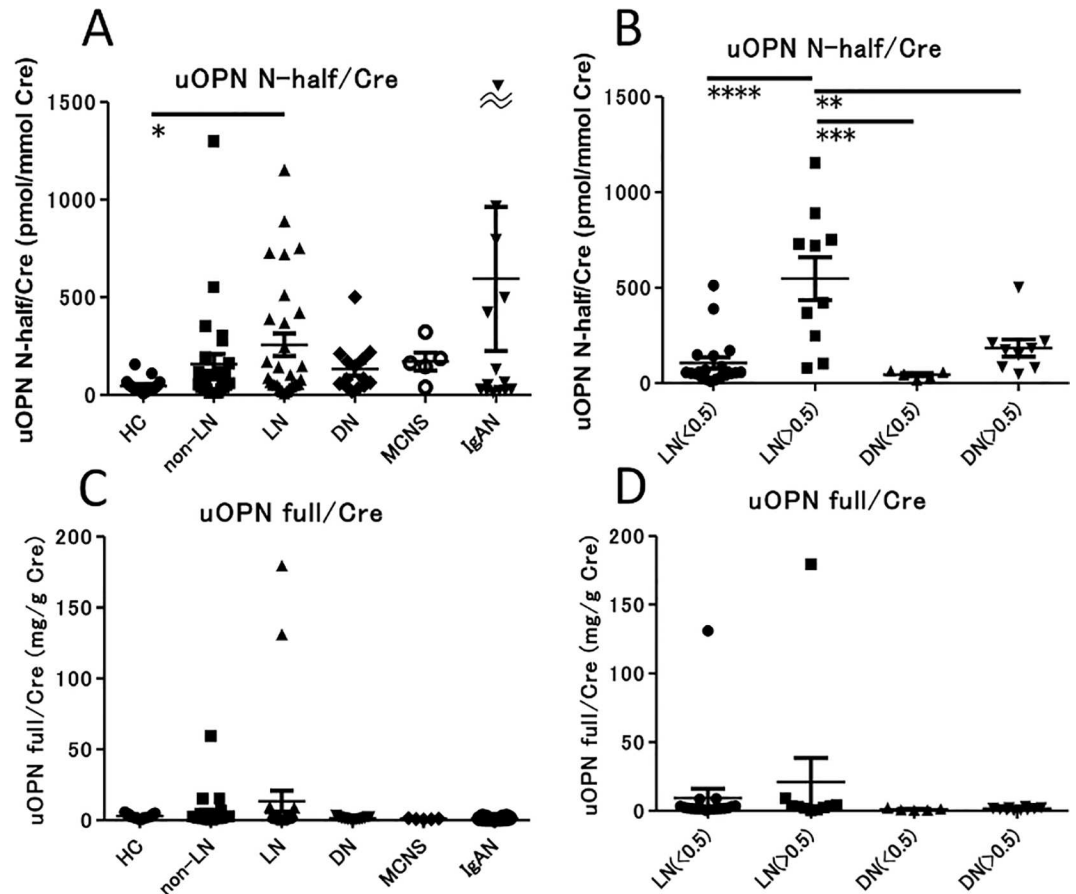 A
uOPN N-half/Cre
uOPN N-half/Cre (pmol/mmol Cre)
1500
1000
500
0
*
HC
non-LN
LN
DN
MCNS
IgAN
B
uOPN N-half/Cre
uOPN N-half/Cre (pmol/mmol Cre)
1500
1000
500
0
****
**
***
LN(<0.5)
LN(>0.5)
DN(<0.5)
DN(>0.5)
C
uOPN full/Cre
uOPN full/Cre (mg/g Cre)
200
150
100
50
0
HC
non-LN
LN
DN
MCNS
IgAN
D
uOPN full/Cre
uOPN full/Cre (mg/g Cre)
200
150
100
50
0
LN(<0.5)
LN(>0.5)
DN(<0.5)
DN(>0.5)